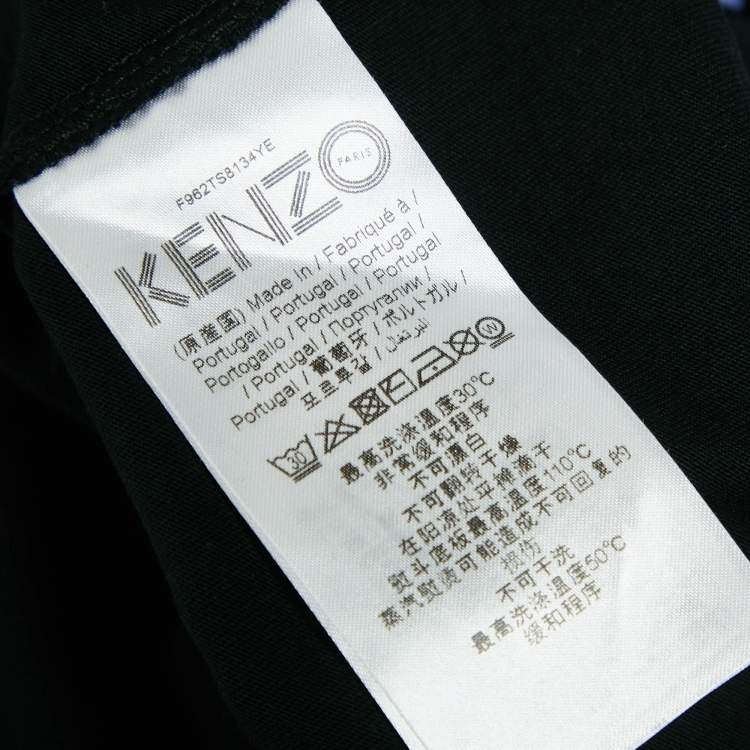 F962TS8134YE
KENZO
PARIS
(原産国) Made In / Fabriqué à /
Portugal / Portugal / Portugal /
Portogallo / Portugal / Portugal
/ Portugal / Португалии /
Portugal / 葡萄牙 / ポルトガル /
포르투갈 / البرتغال /
30
W
最高洗涤温度30℃
非常缓和程序
不可漂白
不可翻转干燥
在阴凉处平摊滴干
熨斗底板最高温度110℃
蒸汽熨烫可能造成不可回复的
损伤
不可干洗
最高洗涤温度50℃
缓和程序